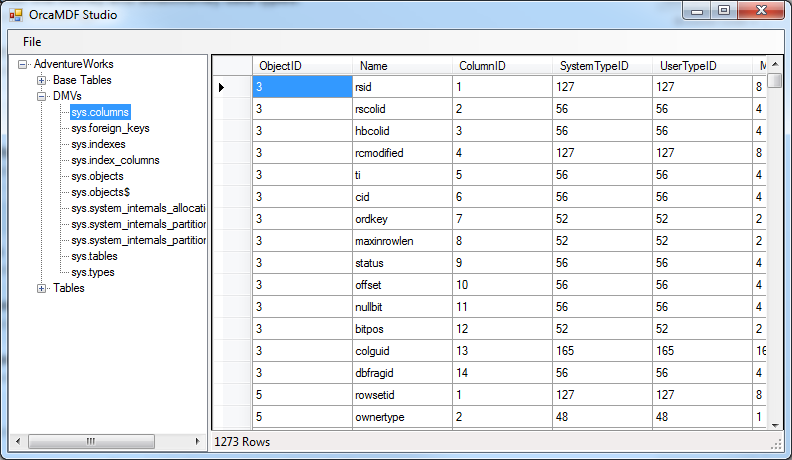 OrcaMDF Studio
File
AdventureWorks
Base Tables
DMVs
sys.columns
sys.foreign_keys
sys.indexes
sys.index_columns
sys.objects
sys.objects$
sys.system_internals_allocati
sys.system_internals_partition
sys.system_internals_partition
sys.tables
sys.types
Tables
ObjectID Name ColumnID SystemTypeID UserTypeID M
3 rsid 1 127 127 8
3 rscolid 2 56 56 4
3 hbcolid 3 56 56 4
3 rcmodified 4 127 127 8
3 ti 5 56 56 4
3 cid 6 56 56 4
3 ordkey 7 52 52 2
3 maxinrowlen 8 52 52 2
3 status 9 56 56 4
3 offset 10 56 56 4
3 nullbit 11 56 56 4
3 bitpos 12 52 52 2
3 colguid 13 165 165 16
3 dbfragid 14 56 56 4
5 rowsetid 1 127 127 8
5 ownertype 2 48 48 1
1273 Rows